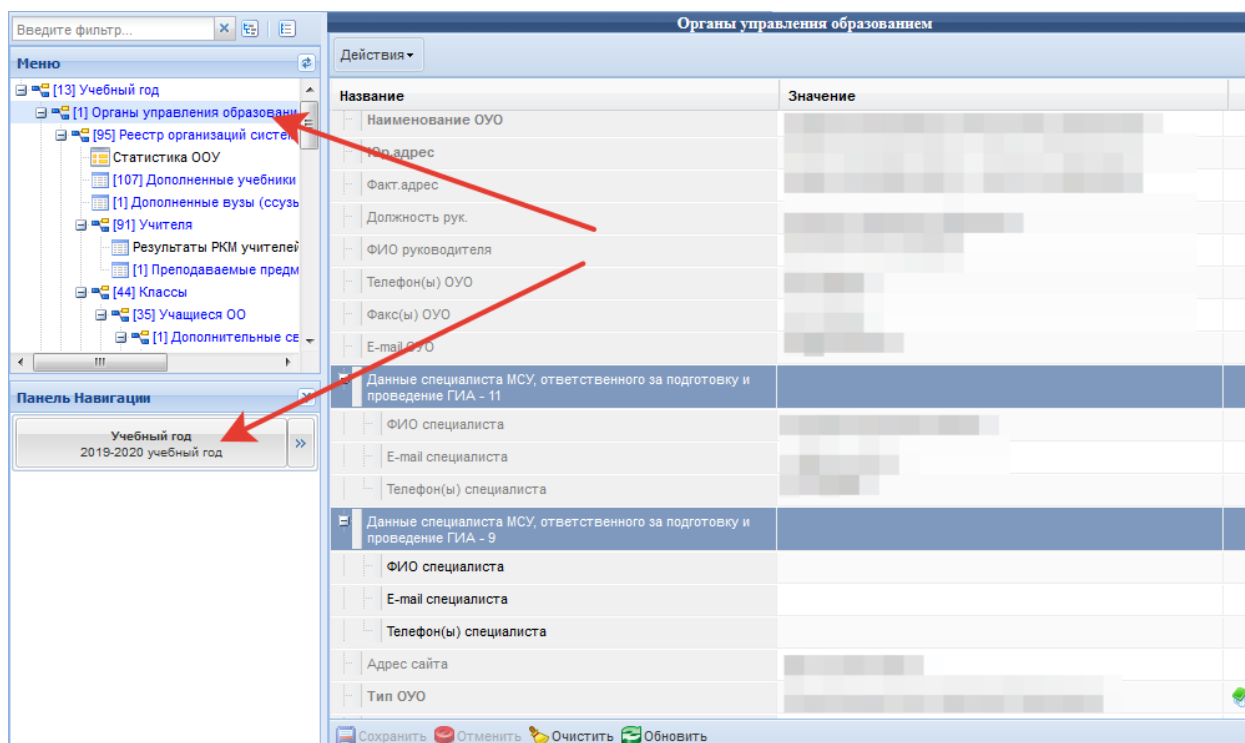 Введите фильтр...
Меню
[13] Учебный год
[1] Органы управления образовани
[95] Реестр организаций систе
Статистика ООУ
[107] Дополненные учебники
[1] Дополненные вузы (ссузь
[91] Учителя
Результаты РКМ учителей
[1] Преподаваемые предм
[44] Классы
[35] Учащиеся ОО
[1] Дополнительные се
Панель Навигации
Учебный год
2019-2020 учебный год
Органы управления образованием
Действия
Название Значение
Наименование ОУО
Юр.адрес
Факт.адрес
Должность рук.
ФИО руководителя
Телефон(ы) ОУО
Факс(ы) ОУО
E-mail ОУО
Данные специалиста МСУ, ответственного за подготовку и
проведение ГИА - 11
ФИО специалиста
E-mail специалиста
Телефон(ы) специалиста
Данные специалиста МСУ, ответственного за подготовку и
проведение ГИА - 9
ФИО специалиста
E-mail специалиста
Телефон(ы) специалиста
Адрес сайта
Тип ОУО
Сохранить Отменить Очистить Обновить